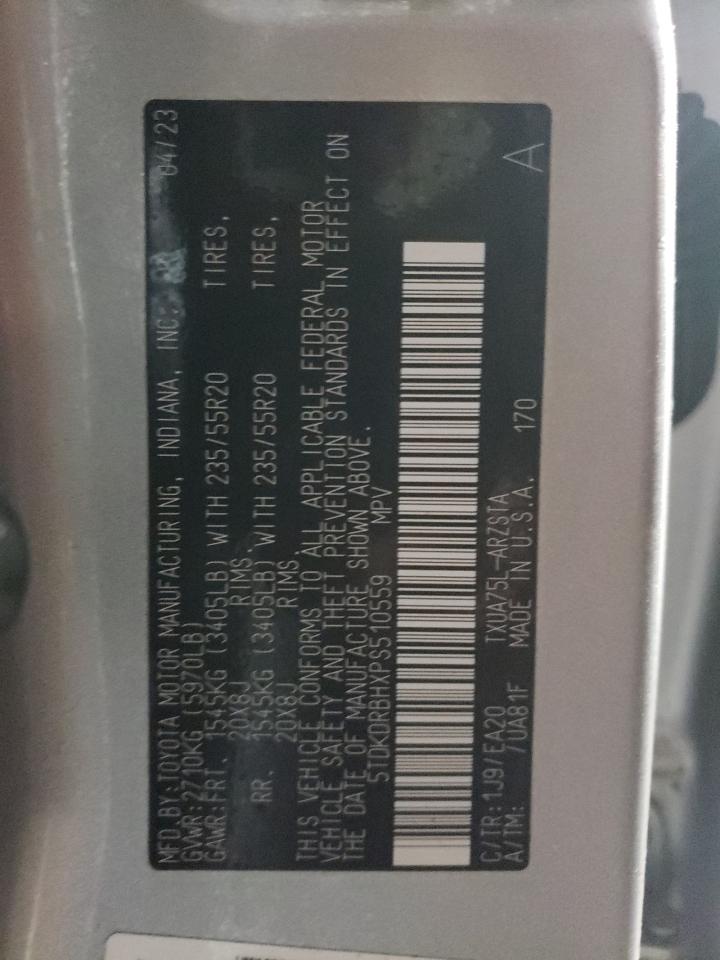 MFD.BY:TOYOTA MOTOR MANUFACTURING, INDIANA, INC. 04/23
GVWR:2710KG (5970LB)
GAWR:FRT. 1545KG (3405LB) WITH 235/55R20 TIRES,
20X8J RIMS.
RR. 1545KG (3405LB) WITH 235/55R20 TIRES,
20X8J RIMS.
THIS VEHICLE CONFORMS TO ALL APPLICABLE FEDERAL MOTOR
VEHICLE SAFETY AND THEFT PREVENTION STANDARDS IN EFFECT ON
THE DATE OF MANUFACTURE SHOWN ABOVE.
5TDKDRBHXPS510559 MPV
A
C/TR:1J9/EA20 TXUA75L-ARZSTA
A/TM: /UA81F MADE IN U.S.A. 170